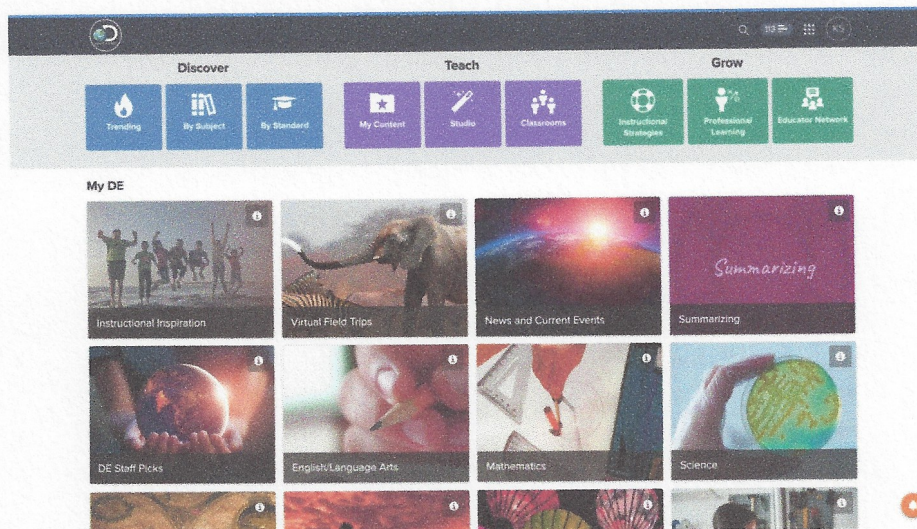 Discover
Teach
Grow
Trending
By Subject
By Standard
My Content
Studio
Classrooms
Instructional
Strategies
Professional
Learning
Educator Network
My DE
Instructional Inspiration
Virtual Field Trips
News and Current Events
Summarizing
Summarizing
DE Staff Picks
English/Language Arts
Mathematics
Science